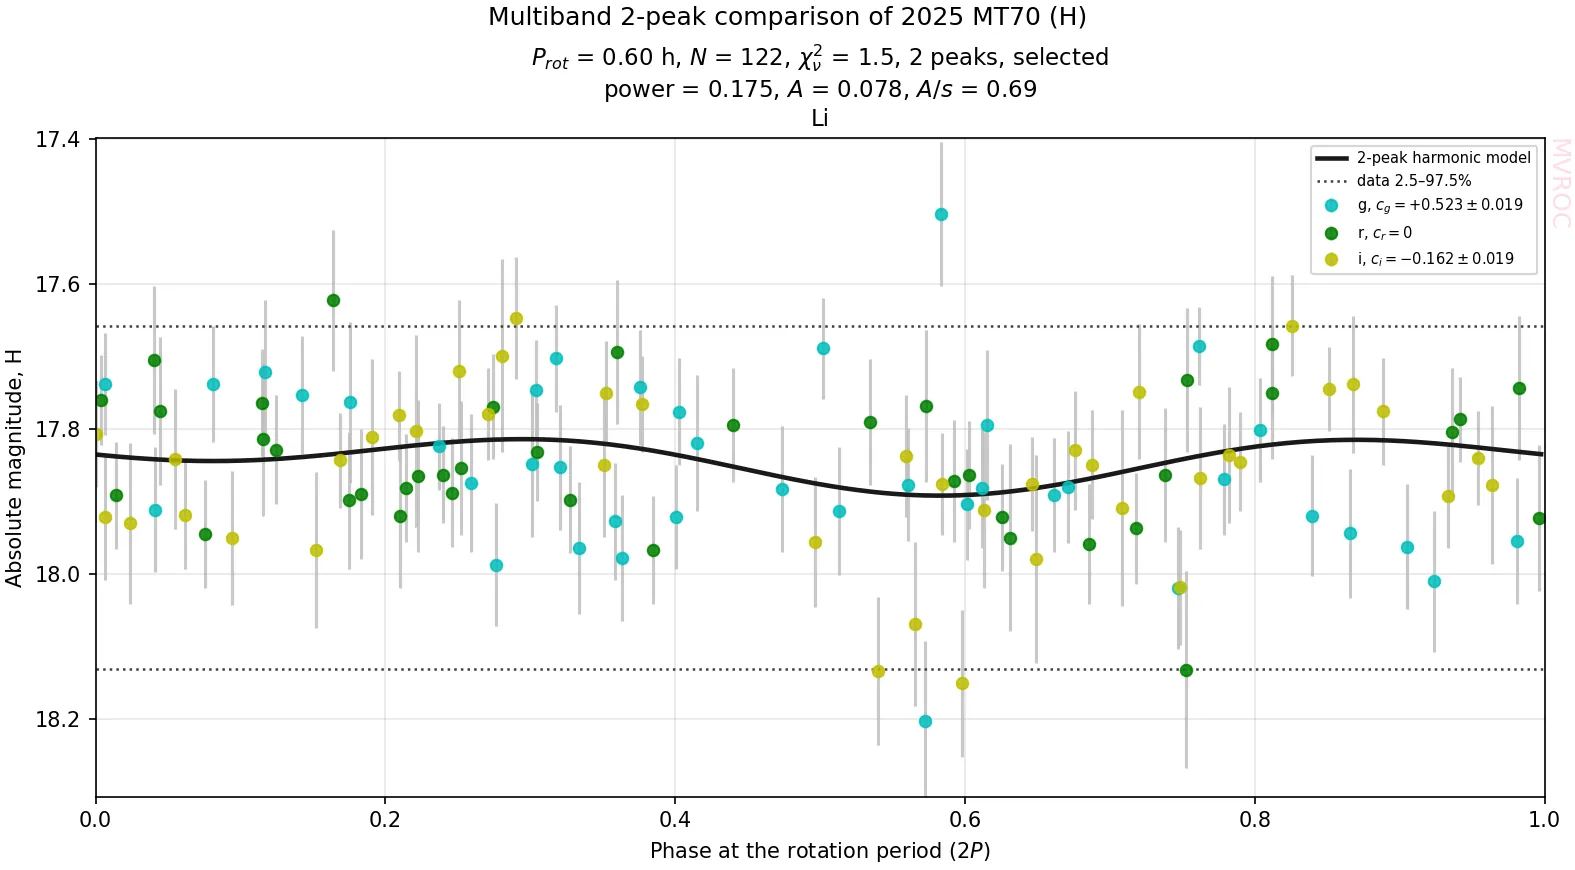 Multiband 2-peak comparison of 2025 MT70 (H)
P_rot = 0.60 h, N = 122, χ²_ν = 1.5, 2 peaks, selected
power = 0.175, A = 0.078, A/s = 0.69
Li
17.4
17.6
17.8
18.0
18.2
Absolute magnitude, H
2-peak harmonic model
data 2.5–97.5%
g, c_g = +0.523 ± 0.019
r, c_r = 0
i, c_i = −0.162 ± 0.019
MVROC
0.0 0.2 0.4 0.6 0.8 1.0
Phase at the rotation period (2P)